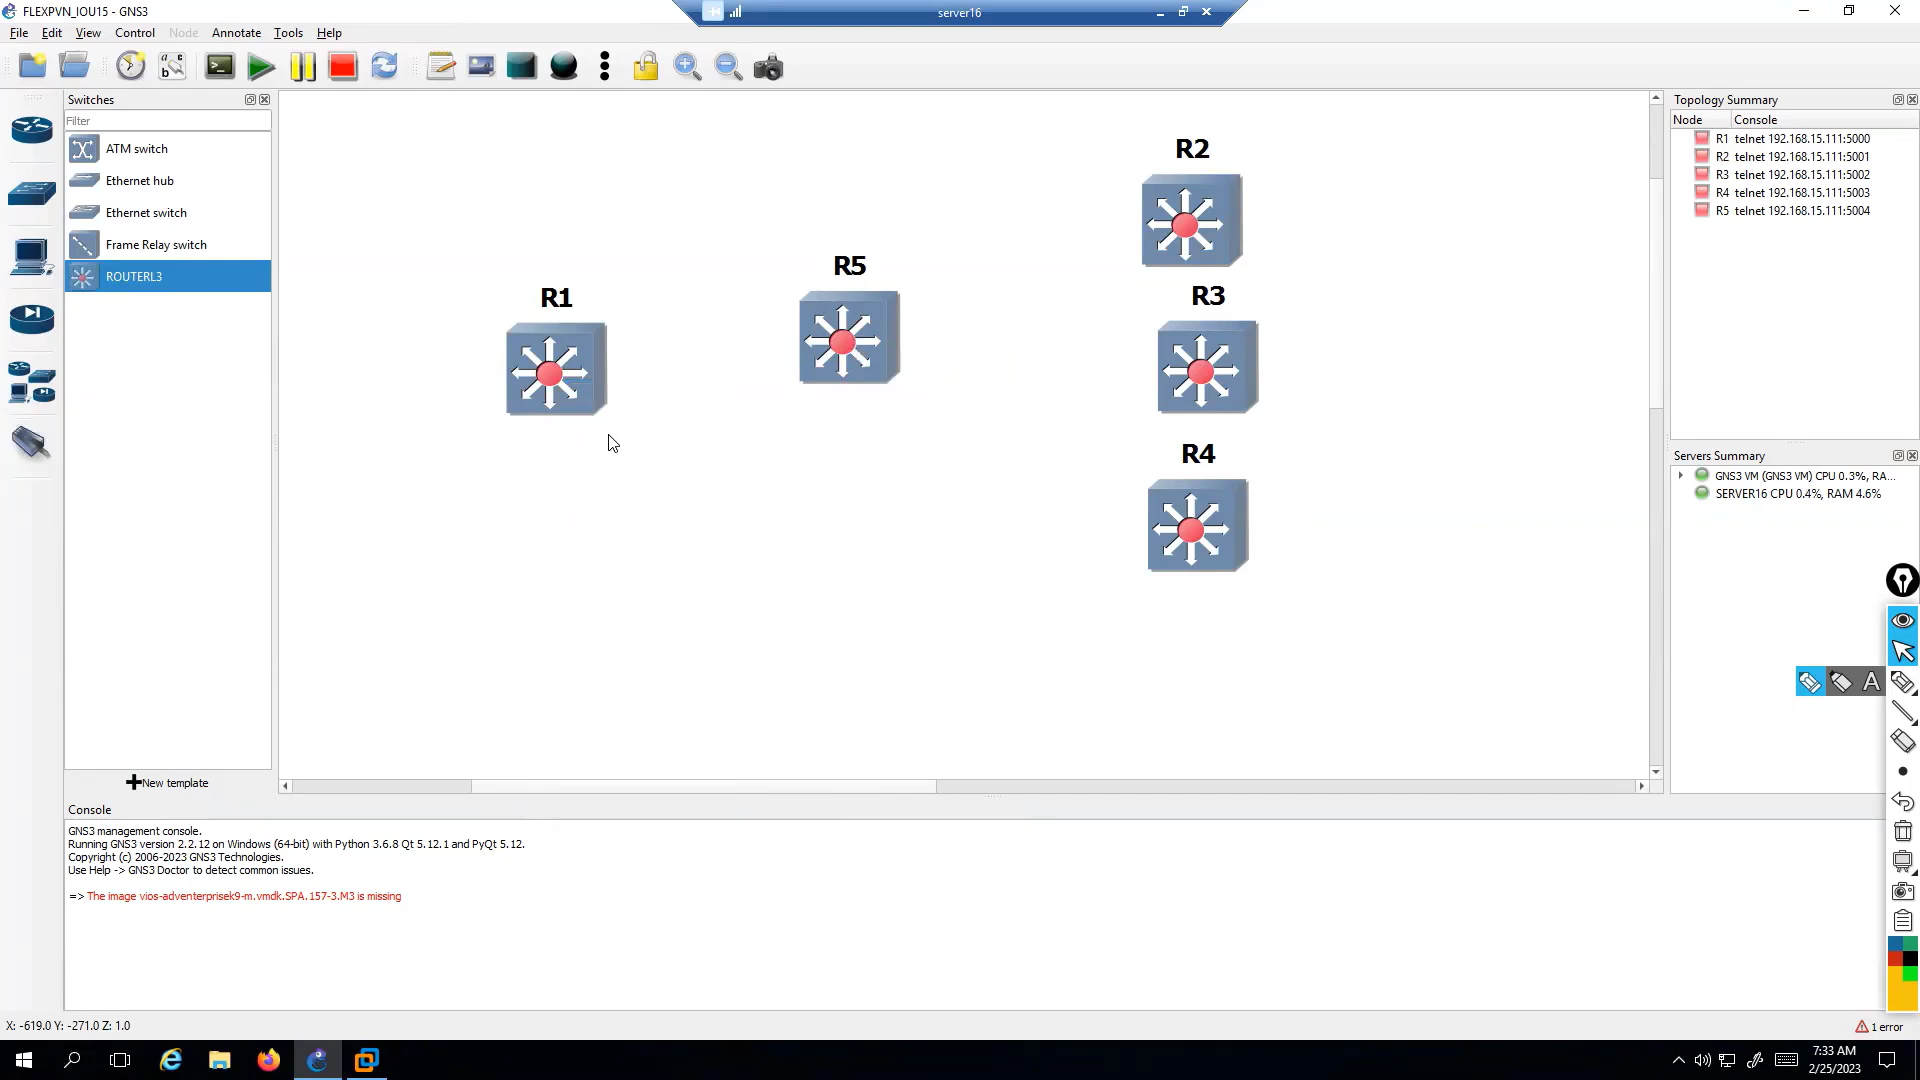 FLEXPVN_IOU15 - GNS3
server16
File Edit View Control Node Annotate Tools Help
Switches
Filter
ATM switch
Ethernet hub
Ethernet switch
Frame Relay switch
ROUTERL3
New template
R1
R5
R2
R3
R4
Topology Summary
Node Console
R1 telnet 192.168.15.111:5000
R2 telnet 192.168.15.111:5001
R3 telnet 192.168.15.111:5002
R4 telnet 192.168.15.111:5003
R5 telnet 192.168.15.111:5004
Servers Summary
GNS3 VM (GNS3 VM) CPU 0.3%, RA...
SERVER16 CPU 0.4%, RAM 4.6%
A
Console
GNS3 management console.
Running GNS3 version 2.2.12 on Windows (64-bit) with Python 3.6.8 Qt 5.12.1 and PyQt 5.12.
Copyright (c) 2006-2023 GNS3 Technologies.
Use Help -> GNS3 Doctor to detect common issues.
=> The image vios-adventerprisek9-m.vmdk.SPA.157-3.M3 is missing
X: -619.0 Y: -271.0 Z: 1.0
1 error
7:33 AM
2/25/2023